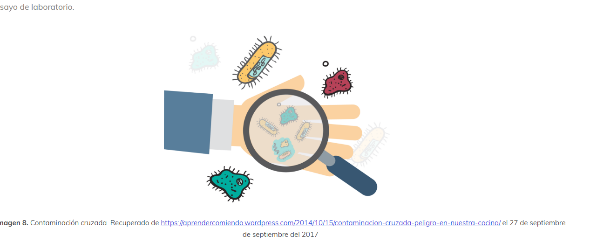 sayo de laboratorio.
magen 8. Contaminación cruzada. Recuperado de https://aprendercomiendo.wordpress.com/2014/10/15/contaminacion-cruzada-peligro-en-nuestra-cocina/ el 27 de septiembre
de septiembre del 2017